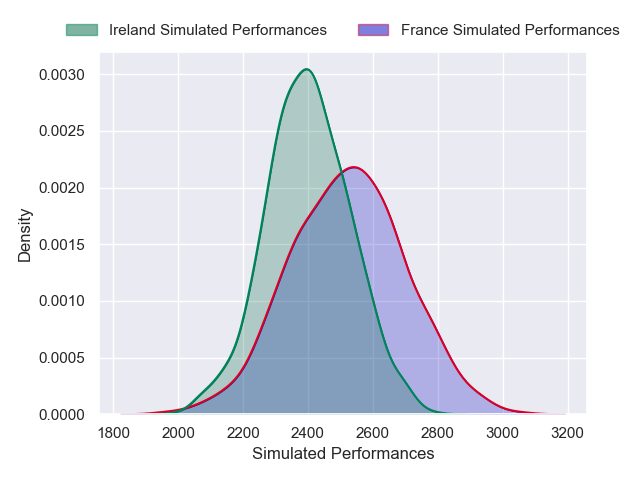 Ireland Simulated Performances France Simulated Performances
0.0030
0.0025
0.0020
0.0015
0.0010
0.0005
0.0000
Density
1800 2000 2200 2400 2600 2800 3000 3200
Simulated Performances